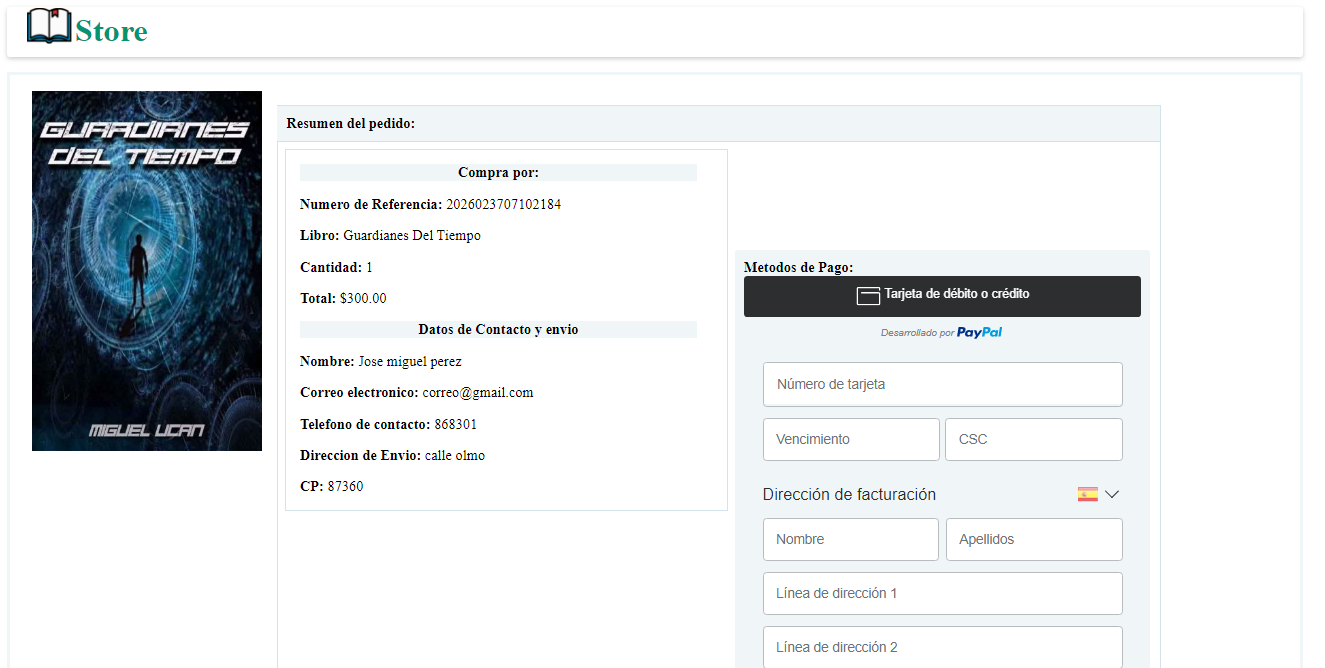 Store
GUARDIANES
DEL TIEMPO
MIGUEL UCAN
Resumen del pedido:
Compra por:
Numero de Referencia: 2026023707102184
Libro: Guardianes Del Tiempo
Cantidad: 1
Total: $300.00
Datos de Contacto y envio
Nombre: Jose miguel perez
Correo electronico: correo@gmail.com
Telefono de contacto: 868301
Direccion de Envio: calle olmo
CP: 87360
Metodos de Pago:
Tarjeta de débito o crédito
Desarrollado por PayPal
Número de tarjeta
Vencimiento CSC
Dirección de facturación
Nombre Apellidos
Línea de dirección 1
Línea de dirección 2